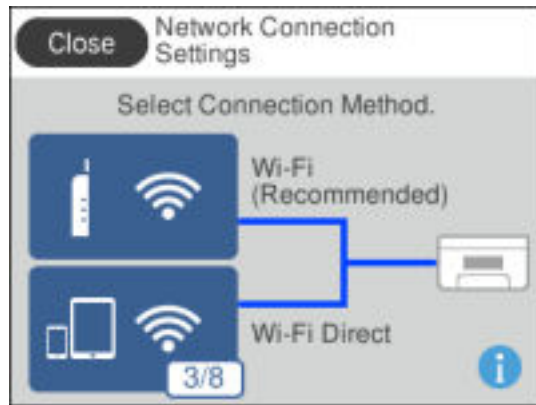 Close
Network Connection
Settings
Select Connection Method.
Wi-Fi
(Recommended)
Wi-Fi Direct
3/8
i